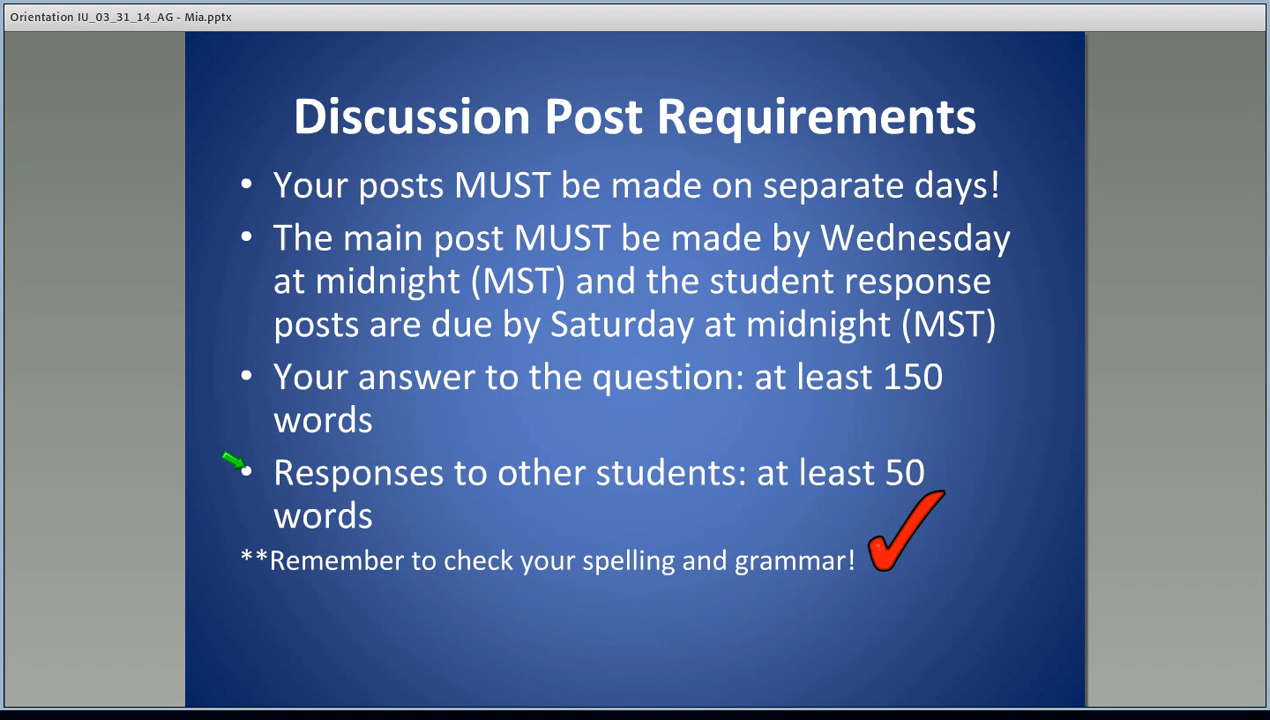 Orientation IU_03_31_14_AG - Mia.pptx
Discussion Post Requirements
• Your posts MUST be made on separate days!
• The main post MUST be made by Wednesday
at midnight (MST) and the student response
posts are due by Saturday at midnight (MST)
• Your answer to the question: at least 150
words
• Responses to other students: at least 50
words
**Remember to check your spelling and grammar!